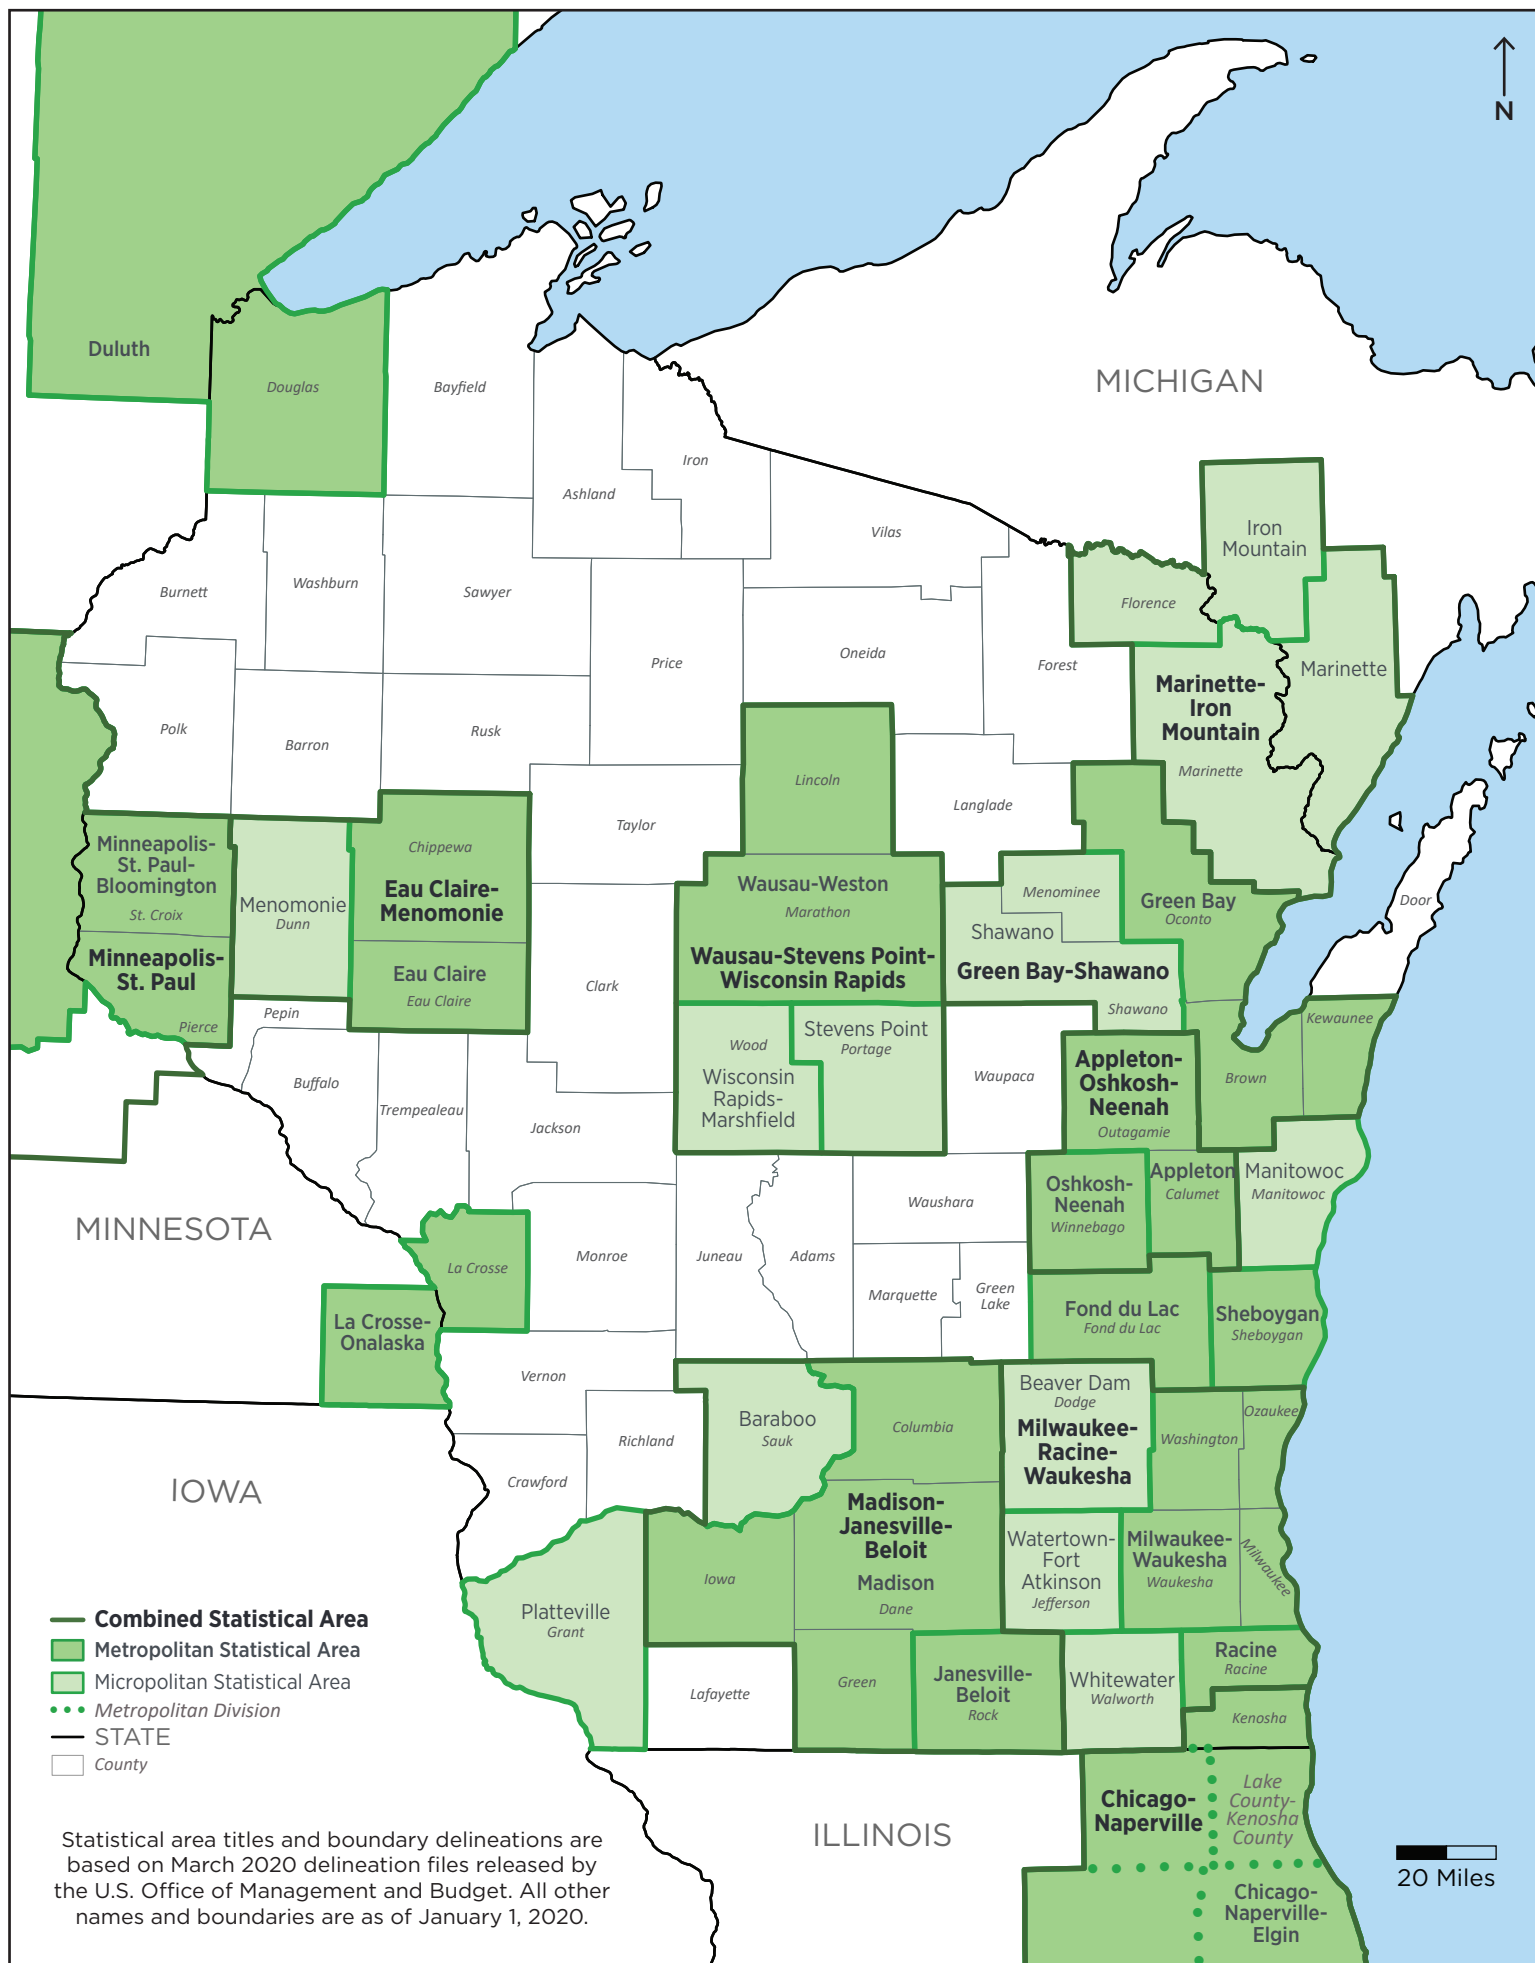 N
Duluth
Douglas
Bayfield
MICHIGAN
Iron
Ashland
Vilas
Iron
Mountain
Burnett
Washburn
Sawyer
Florence
Price
Oneida
Forest
Marinette
Marinette-
Iron
Mountain
Marinette
Polk
Barron
Rusk
Lincoln
Langlade
Taylor
Minneapolis-
St. Paul-
Bloomington
St. Croix
Minneapolis-
St. Paul
Pierce
Menomonie
Dunn
Chippewa
Eau Claire-
Menomonie
Eau Claire
Eau Claire
Wausau-Weston
Marathon
Wausau-Stevens Point-
Wisconsin Rapids
Menominee
Shawano
Green Bay-Shawano
Shawano
Green Bay
Oconto
Door
Clark
Pepin
Buffalo
Trempealeau
Jackson
Wood
Wisconsin
Rapids-
Marshfield
Stevens Point
Portage
Waupaca
Appleton-
Oshkosh-
Neenah
Outagamie
Brown
Kewaunee
MINNESOTA
La Crosse
Monroe
Juneau
Adams
Waushara
Marquette
Green
Lake
Oshkosh-
Neenah
Winnebago
Appleton
Calumet
Manitowoc
Manitowoc
La Crosse-
Onalaska
Fond du Lac
Fond du Lac
Sheboygan
Sheboygan
Vernon
Richland
Crawford
Baraboo
Sauk
Columbia
Beaver Dam
Dodge
Milwaukee-
Racine-
Waukesha
Washington
Ozaukee
IOWA
Madison-
Janesville-
Beloit
Madison
Dane
Iowa
Watertown-
Fort
Atkinson
Jefferson
Milwaukee-
Waukesha
Waukesha
Milwaukee
Platteville
Grant
Lafayette
Green
Janesville-
Beloit
Rock
Whitewater
Walworth
Racine
Racine
Kenosha
Combined Statistical Area
Metropolitan Statistical Area
Micropolitan Statistical Area
Metropolitan Division
STATE
County
ILLINOIS
Chicago-
Naperville
Lake
County-
Kenosha
County
Chicago-
Naperville-
Elgin
20 Miles
Statistical area titles and boundary delineations are
based on March 2020 delineation files released by
the U.S. Office of Management and Budget. All other
names and boundaries are as of January 1, 2020.